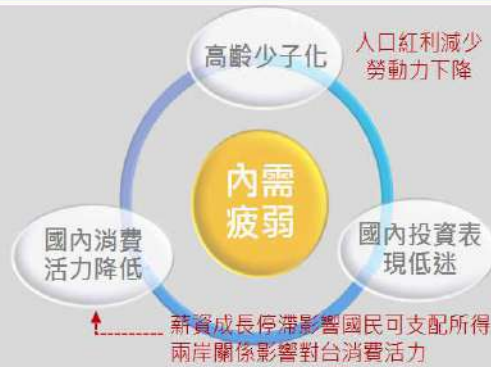 高齡少子化
人口紅利減少
勞動力下降
內需
疲弱
國內消費
活力降低
國內投資表
現低迷
薪資成長停滯影響國民可支配所得
兩岸關係影響對台消費活力